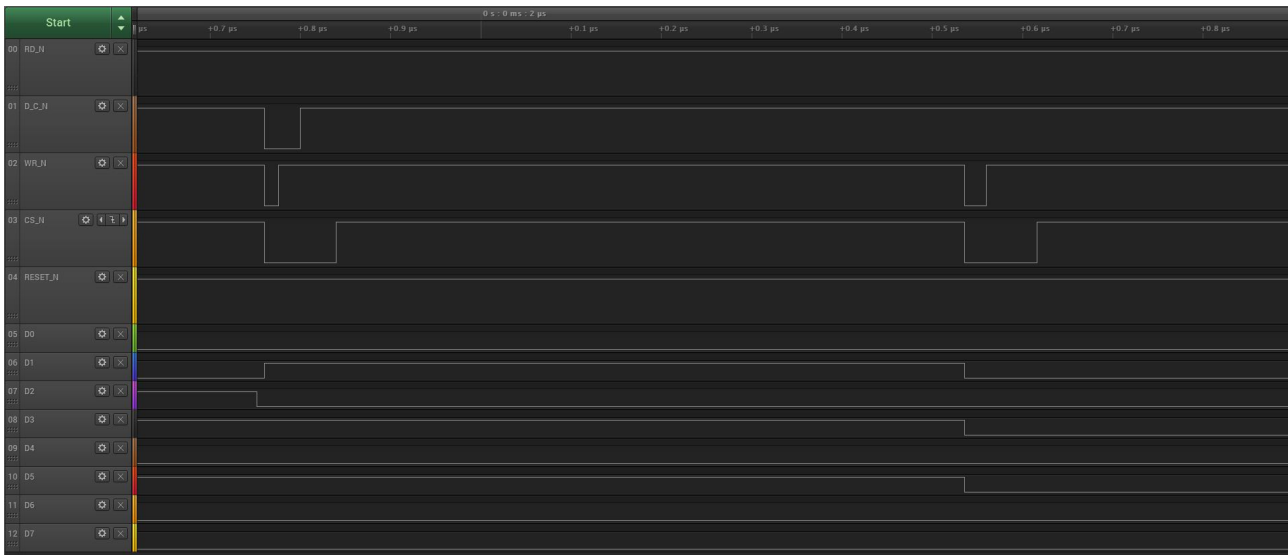 Start
0 s : 0 ms : 2 µs
µs +0.7 µs +0.8 µs +0.9 µs +0.1 µs +0.2 µs +0.3 µs +0.4 µs +0.5 µs +0.6 µs +0.7 µs +0.8 µs
00 RD_N
01 D_C_N
02 WR_N
03 CS_N
04 RESET_N
05 D0
06 D1
07 D2
08 D3
09 D4
10 D5
11 D6
12 D7